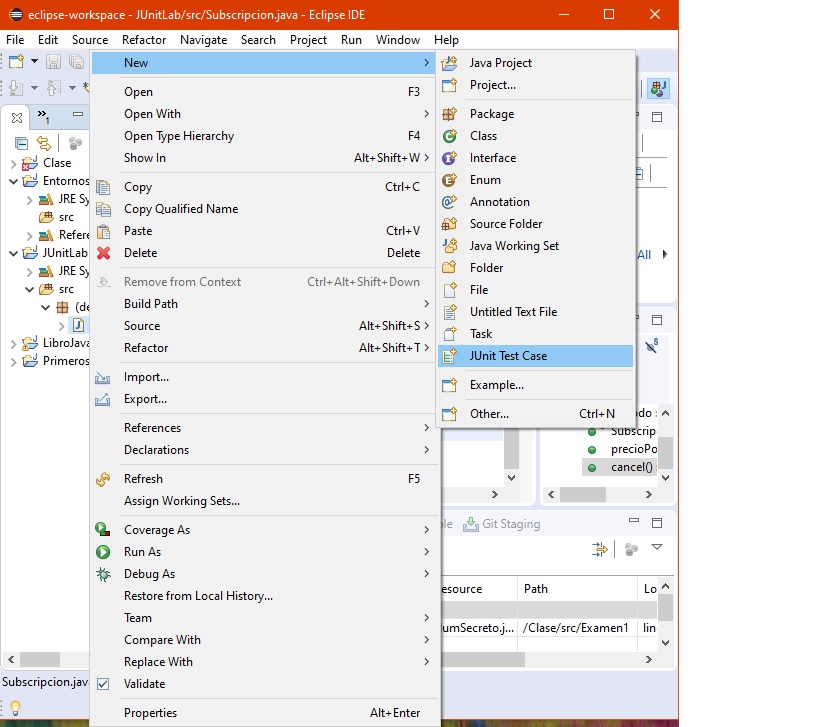 eclipse-workspace - JUnitLab/src/Subscripcion.java - Eclipse IDE
File Edit Source Refactor Navigate Search Project Run Window Help
1
Clase
Entornos
JRE Sy
src
Refere
JUnitLab
JRE Sy
src
(de
LibroJava
Primeros
Subscripcion.java
New
Open F3
Open With
Open Type Hierarchy F4
Show In Alt+Shift+W
Copy Ctrl+C
Copy Qualified Name
Paste Ctrl+V
Delete Delete
Remove from Context Ctrl+Alt+Shift+Down
Build Path
Source Alt+Shift+S
Refactor Alt+Shift+T
Import...
Export...
References
Declarations
Refresh F5
Assign Working Sets...
Coverage As
Run As
Debug As
Restore from Local History...
Team
Compare With
Replace With
Validate
Properties Alt+Enter
Java Project
Project...
Package
Class
Interface
Enum
Annotation
Source Folder
Java Working Set
Folder
File
Untitled Text File
Task
JUnit Test Case
Example...
Other... Ctrl+N
All
odo :
Subscrip
precioPo
cancel() :
le Git Staging
esource Path Lo
umSecreto.j... /Clase/src/Examen1 lin